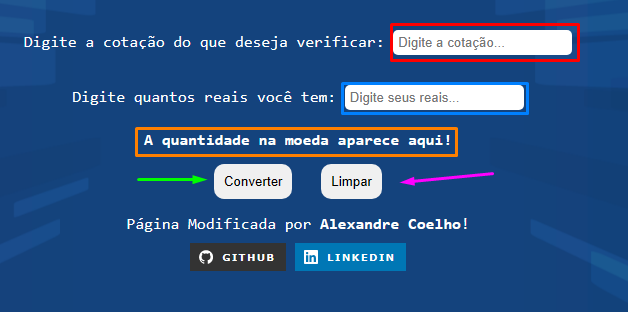 Digite a cotação do que deseja verificar: Digite a cotação...
Digite quantos reais você tem: Digite seus reais...
A quantidade na moeda aparece aqui!
Converter Limpar
Página Modificada por Alexandre Coelho!
GITHUB LINKEDIN